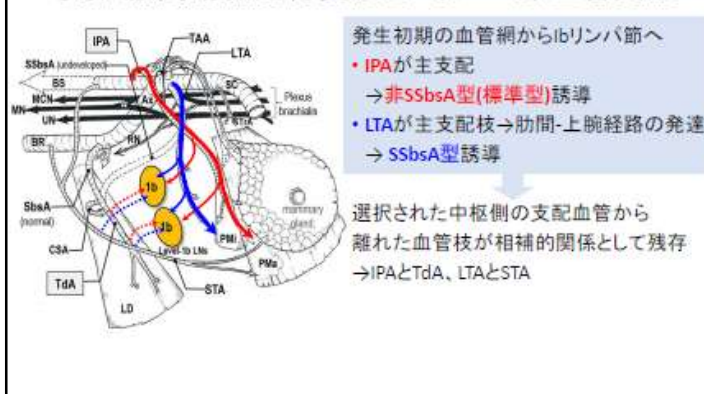 IPA
TAA
LTA
SSbsA (undeveloped)
BS
SC
MCN
Ax
Plexus
brachialis
MN
UN
BR
RN
1b
SbsA
(normal)
mammary
gland
1b
CSA
Level-1b LNs
PMi
PMa
TdA
STA
LD
発生初期の血管網からIbリンパ節へ
• IPAが主支配
→非SSbsA型(標準型)誘導
• LTAが主支配枝→肋間-上腕経路の発達
→ SSbsA型誘導
選択された中枢側の支配血管から
離れた血管枝が相補的関係として残存
→IPAとTdA、LTAとSTA